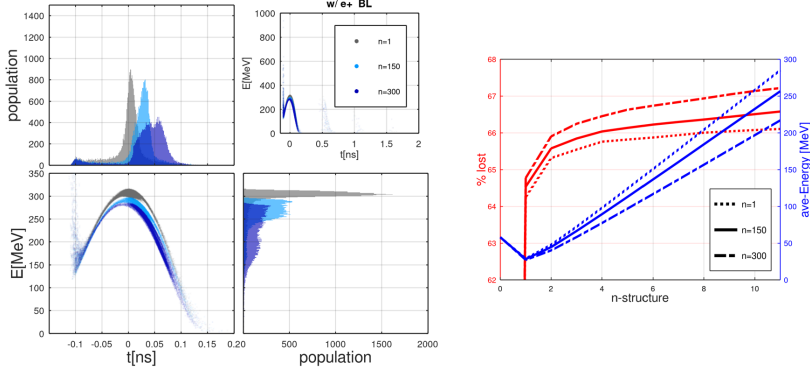 w/ e+ BL
population
1500
1000
800
600
400
200
0
E[MeV]
1000
800
600
400
200
0
n=1
n=150
n=300
0 0.5 1 1.5 2
t[ns]
E[MeV]
350
300
250
200
150
100
50
0
-0.1 -0.05 0 0.05 0.1 0.15 0.20
t[ns]
500 1000 1500 2000
population
% lost
68
67
66
65
64
63
62
n=1
n=150
n=300
0 2 4 6 8 10
n-structure
300
250
200
150
100
50
0
ave-Energy [MeV]